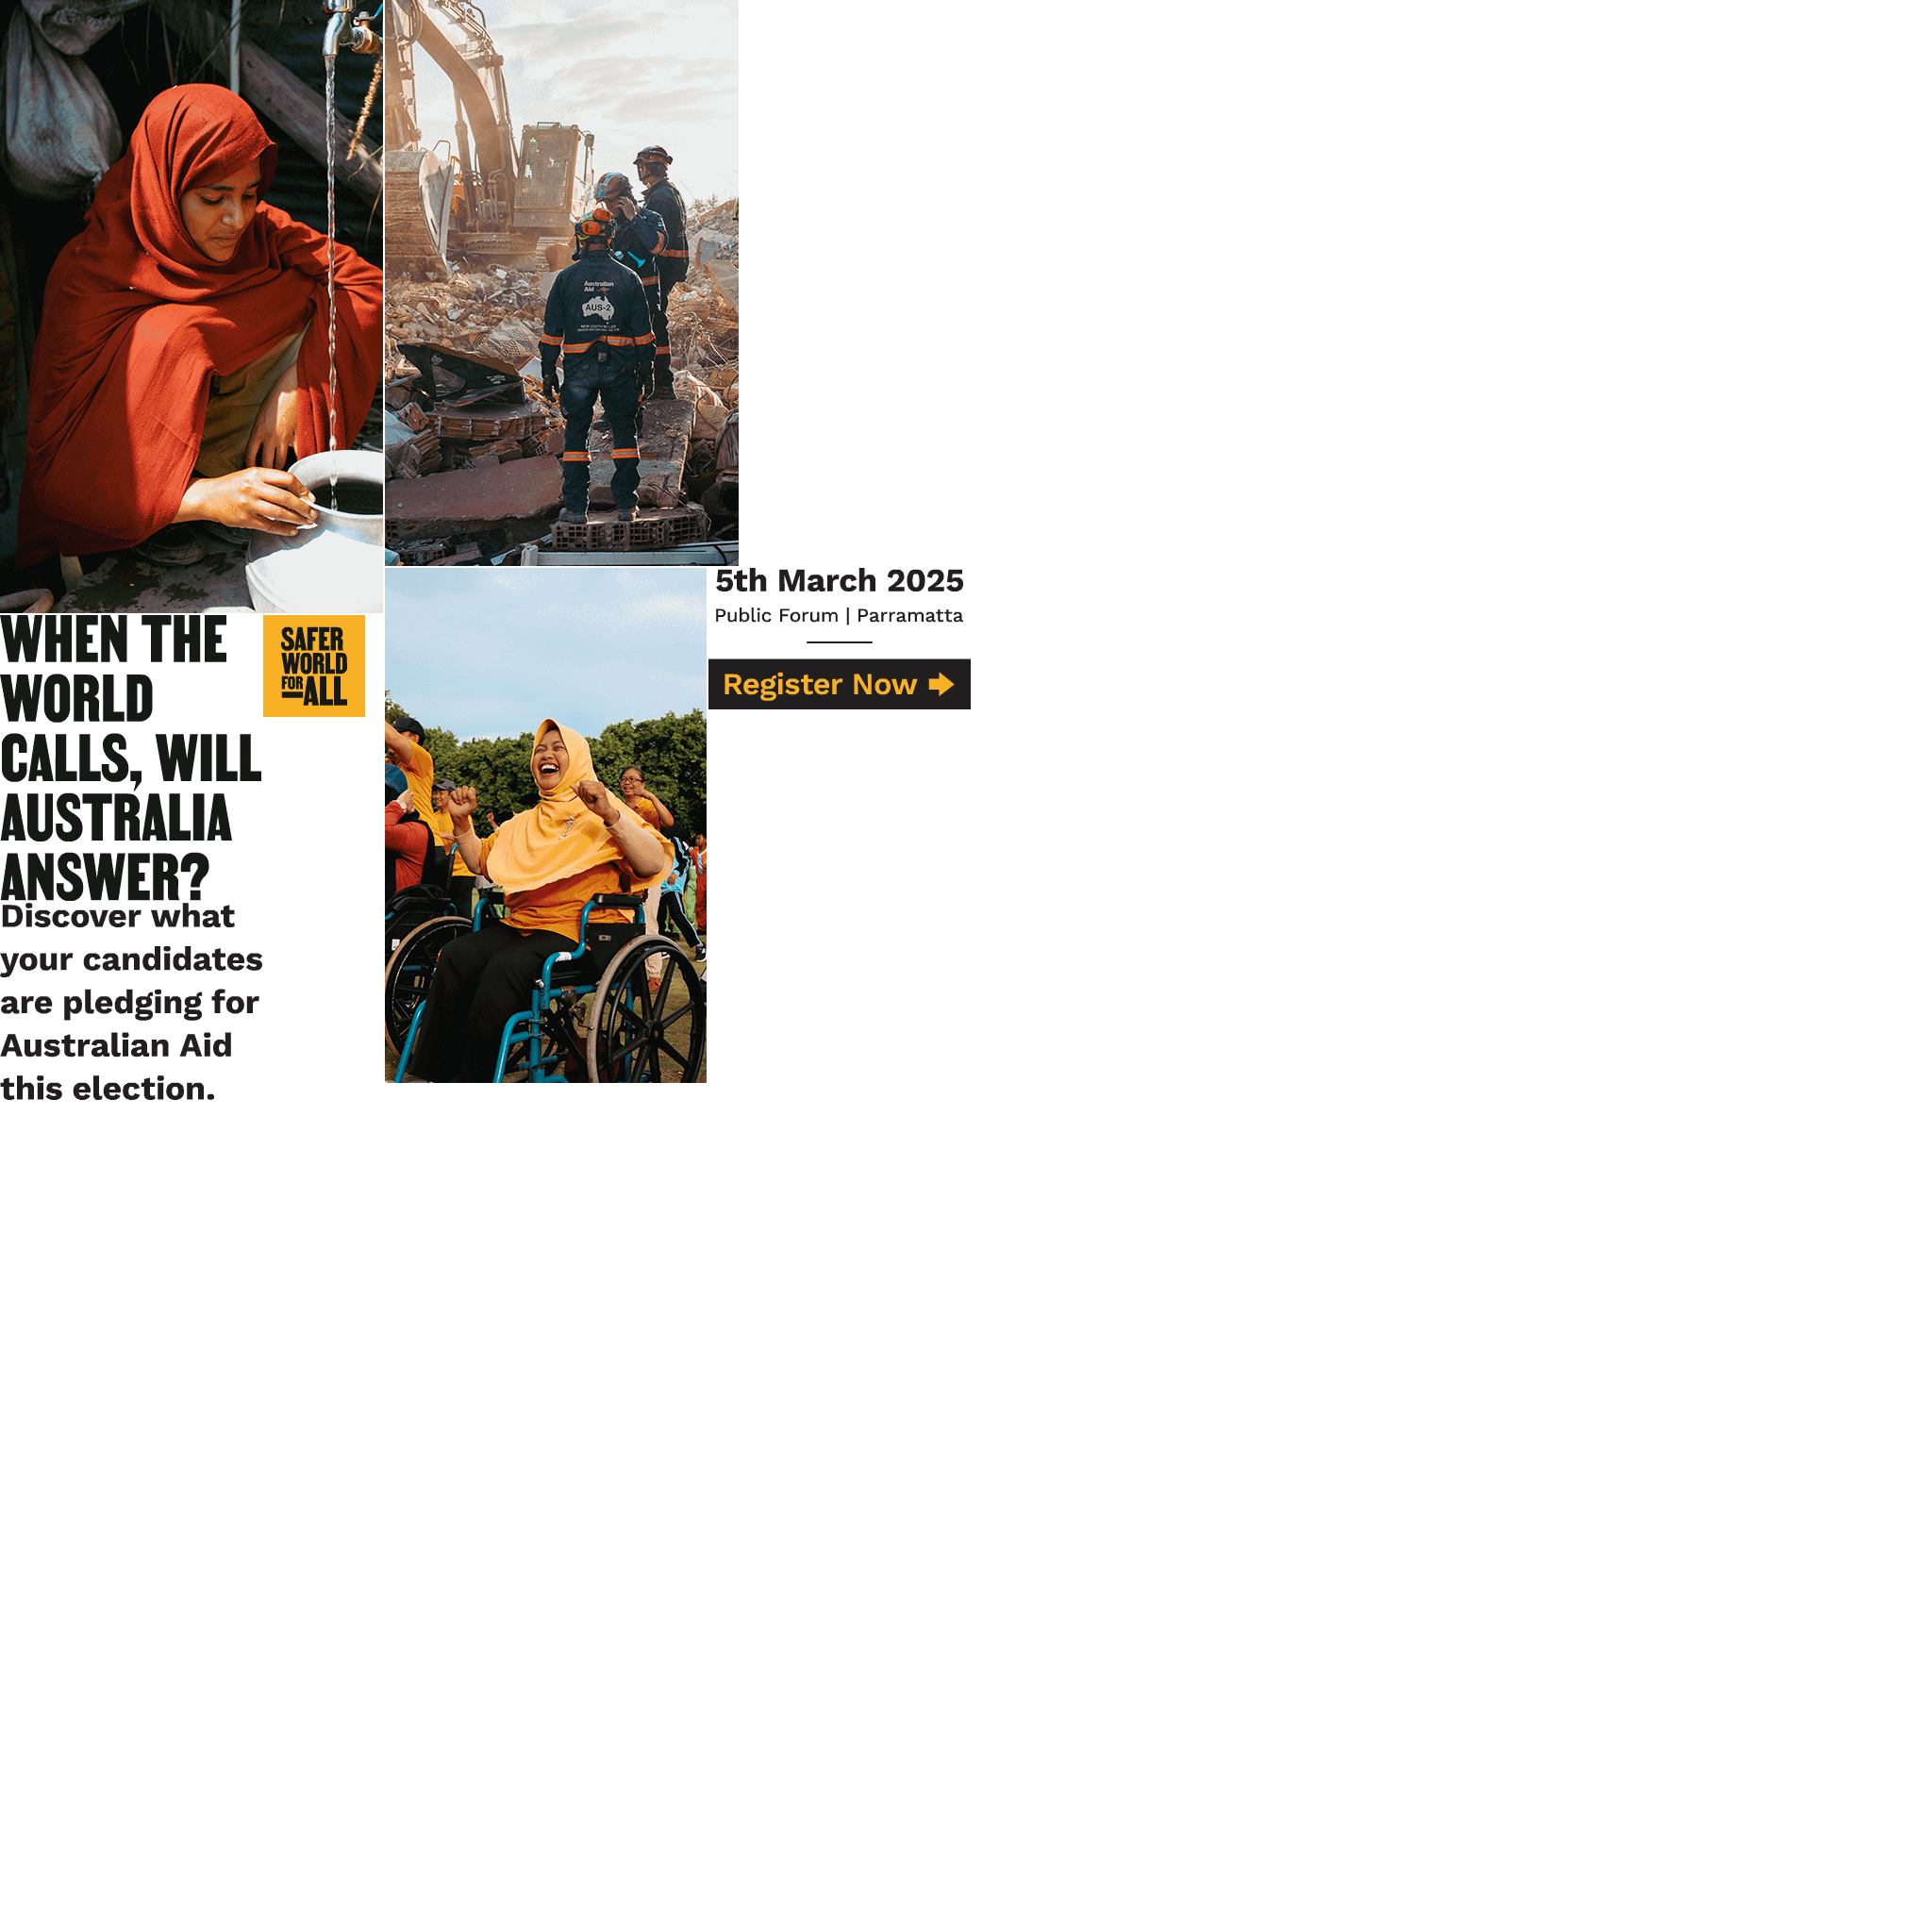 Australian
Aid
AUS-2
WHEN THE
WORLD
CALLS, WILL
AUSTRALIA
ANSWER?
SAFER
WORLD
FOR
ALL
Discover what
your candidates
are pledging for
Australian Aid
this election.
5th March 2025
Public Forum | Parramatta
Register Now